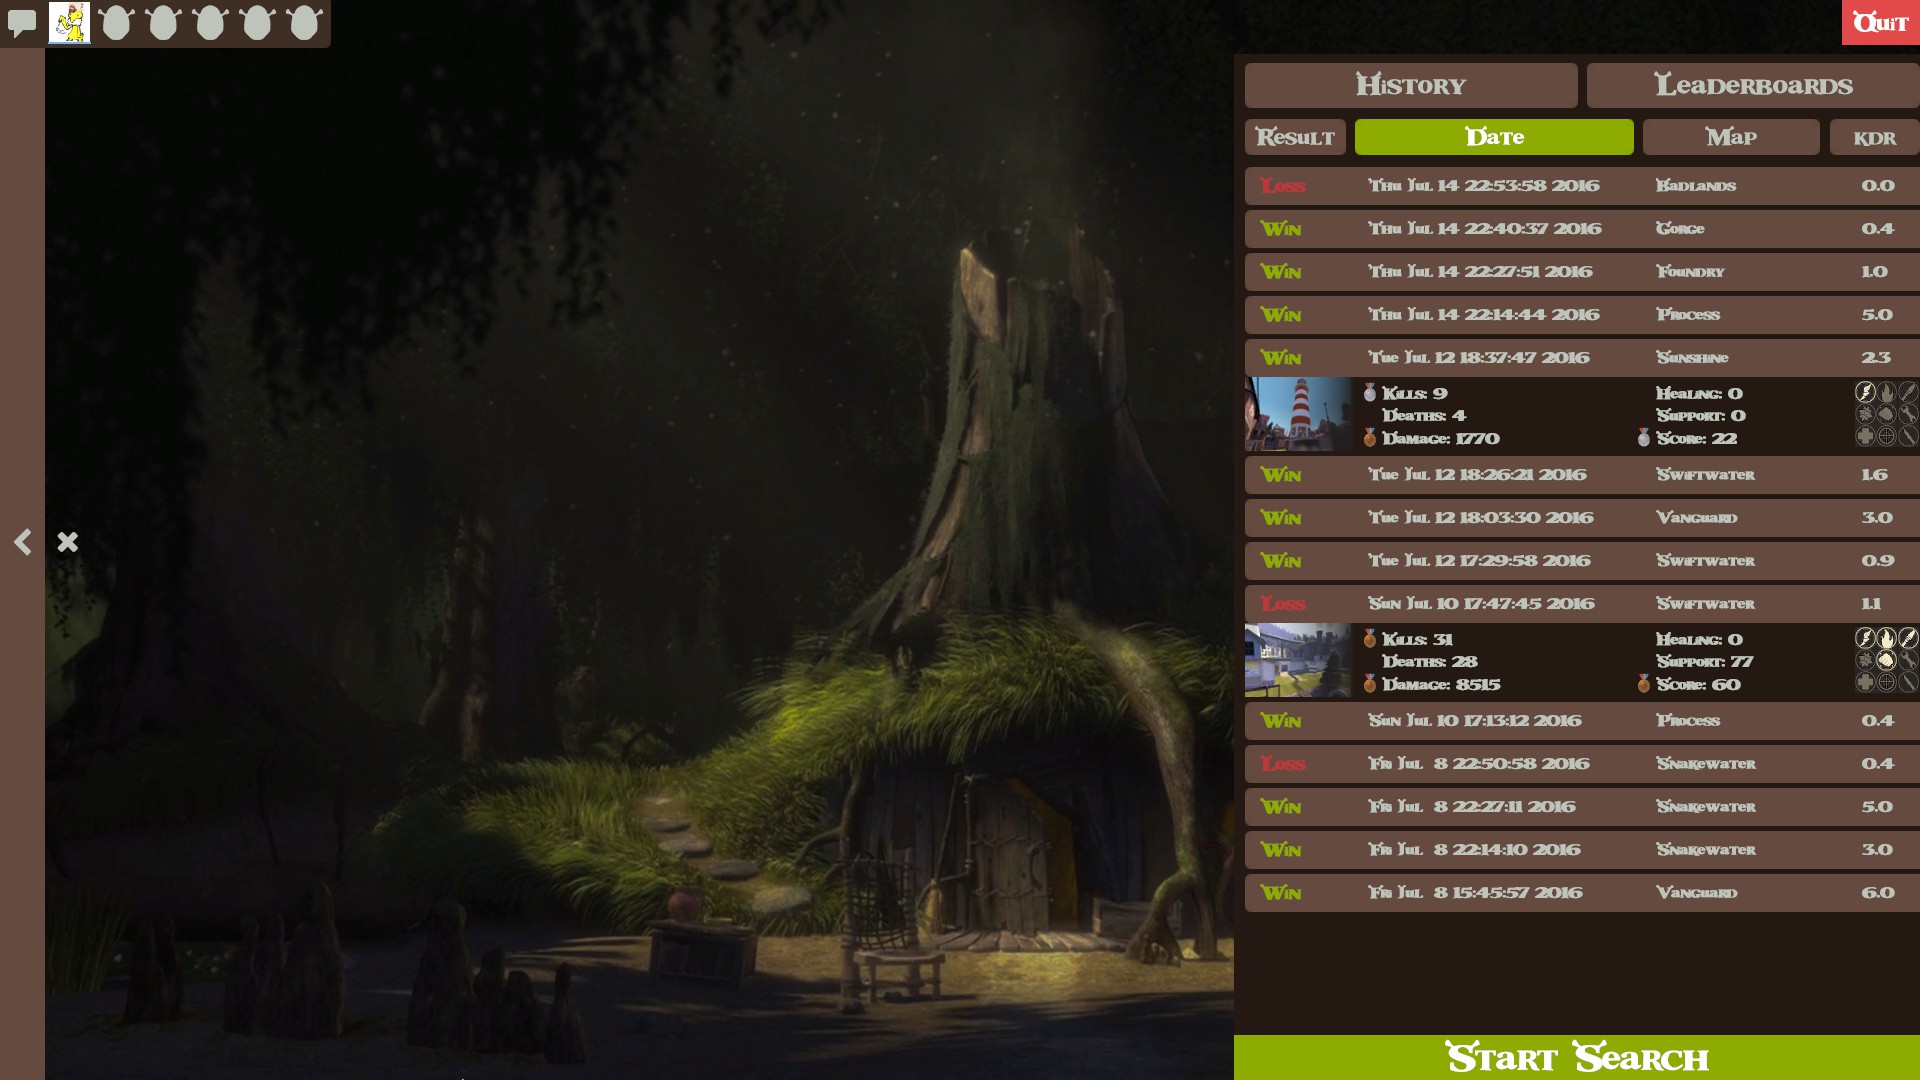 Quit
History Leaderboards
Result Date Map KDR
Loss Thu Jul 14 22:53:58 2016 Badlands 0.0
Win Thu Jul 14 22:40:37 2016 Gorge 0.4
Win Thu Jul 14 22:27:51 2016 Foundry 1.0
Win Thu Jul 14 22:14:44 2016 Process 5.0
Win Tue Jul 12 18:37:47 2016 Sunshine 2.3
Kills: 9 Healing: 0
Deaths: 4 Support: 0
Damage: 1770 Score: 22
Win Tue Jul 12 18:26:21 2016 Swiftwater 1.6
Win Tue Jul 12 18:03:30 2016 Vanguard 3.0
Win Tue Jul 12 17:29:58 2016 Swiftwater 0.9
Loss Sun Jul 10 17:47:45 2016 Swiftwater 1.1
Kills: 31 Healing: 0
Deaths: 28 Support: 77
Damage: 8515 Score: 60
Win Sun Jul 10 17:13:12 2016 Process 0.4
Loss Fri Jul 8 22:50:58 2016 Snakewater 0.4
Win Fri Jul 8 22:27:11 2016 Snakewater 5.0
Win Fri Jul 8 22:14:10 2016 Snakewater 3.0
Win Fri Jul 8 15:45:57 2016 Vanguard 6.0
Start Search